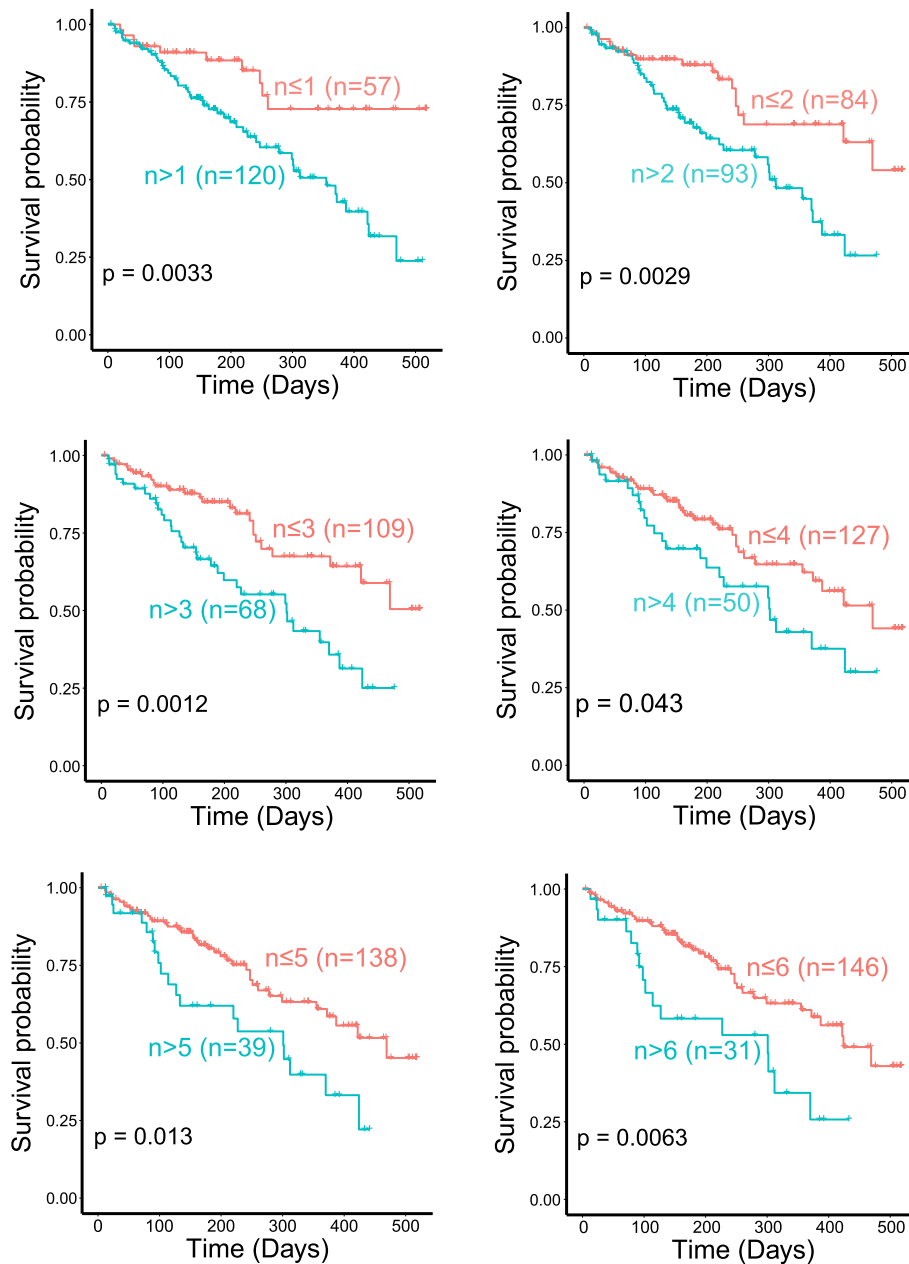 Survival probability
1.00
0.75
0.50
0.25
0.00
n≤1 (n=57)
n>1 (n=120)
p = 0.0033
0 100 200 300 400 500
Time (Days)
Survival probability
1.00
0.75
0.50
0.25
0.00
n≤2 (n=84)
n>2 (n=93)
p = 0.0029
0 100 200 300 400 500
Time (Days)
Survival probability
1.00
0.75
0.50
0.25
0.00
n≤3 (n=109)
n>3 (n=68)
p = 0.0012
0 100 200 300 400 500
Time (Days)
Survival probability
1.00
0.75
0.50
0.25
0.00
n≤4 (n=127)
n>4 (n=50)
p = 0.043
0 100 200 300 400 500
Time (Days)
Survival probability
1.00
0.75
0.50
0.25
0.00
n≤5 (n=138)
n>5 (n=39)
p = 0.013
0 100 200 300 400 500
Time (Days)
Survival probability
1.00
0.75
0.50
0.25
0.00
n≤6 (n=146)
n>6 (n=31)
p = 0.0063
0 100 200 300 400 500
Time (Days)